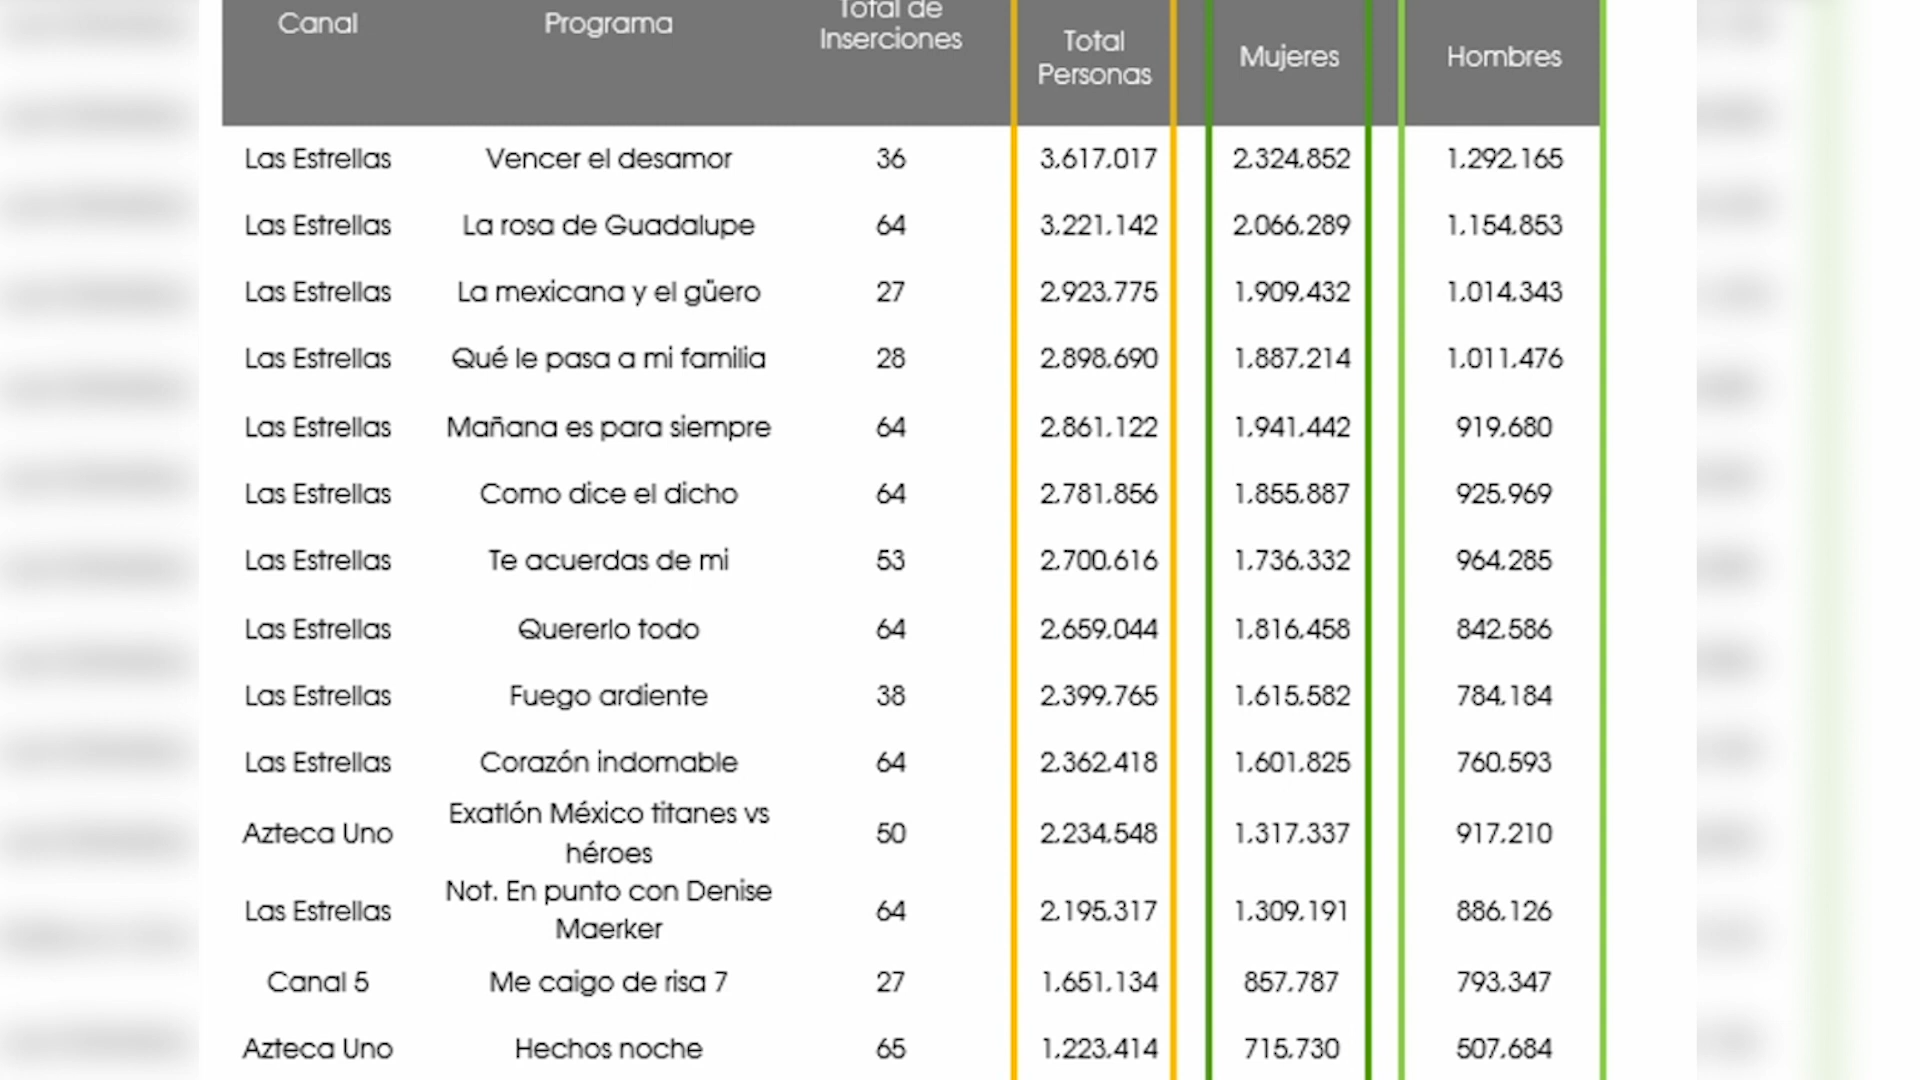 Canal Programa Total de Inserciones Total Personas Mujeres Hombres
Las Estrellas Vencer el desamor 36 3.617.017 2.324.852 1.292.165
Las Estrellas La rosa de Guadalupe 64 3.221.142 2.066.289 1.154.853
Las Estrellas La mexicana y el güero 27 2.923.775 1.909.432 1.014.343
Las Estrellas Qué le pasa a mi familia 28 2.898.690 1.887.214 1.011.476
Las Estrellas Mañana es para siempre 64 2.861.122 1.941.442 919.680
Las Estrellas Como dice el dicho 64 2.781.856 1.855.887 925.969
Las Estrellas Te acuerdas de mi 53 2.700.616 1.736.332 964.285
Las Estrellas Quererlo todo 64 2.659.044 1.816.458 842.586
Las Estrellas Fuego ardiente 38 2.399.765 1.615.582 784.184
Las Estrellas Corazón indomable 64 2.362.418 1.601.825 760.593
Azteca Uno Exatlón México titanes vs héroes 50 2.234.548 1.317.337 917.210
Las Estrellas Not. En punto con Denise Maerker 64 2.195.317 1.309.191 886.126
Canal 5 Me caigo de risa 7 27 1.651.134 857.787 793.347
Azteca Uno Hechos noche 65 1.223.414 715.730 507.684